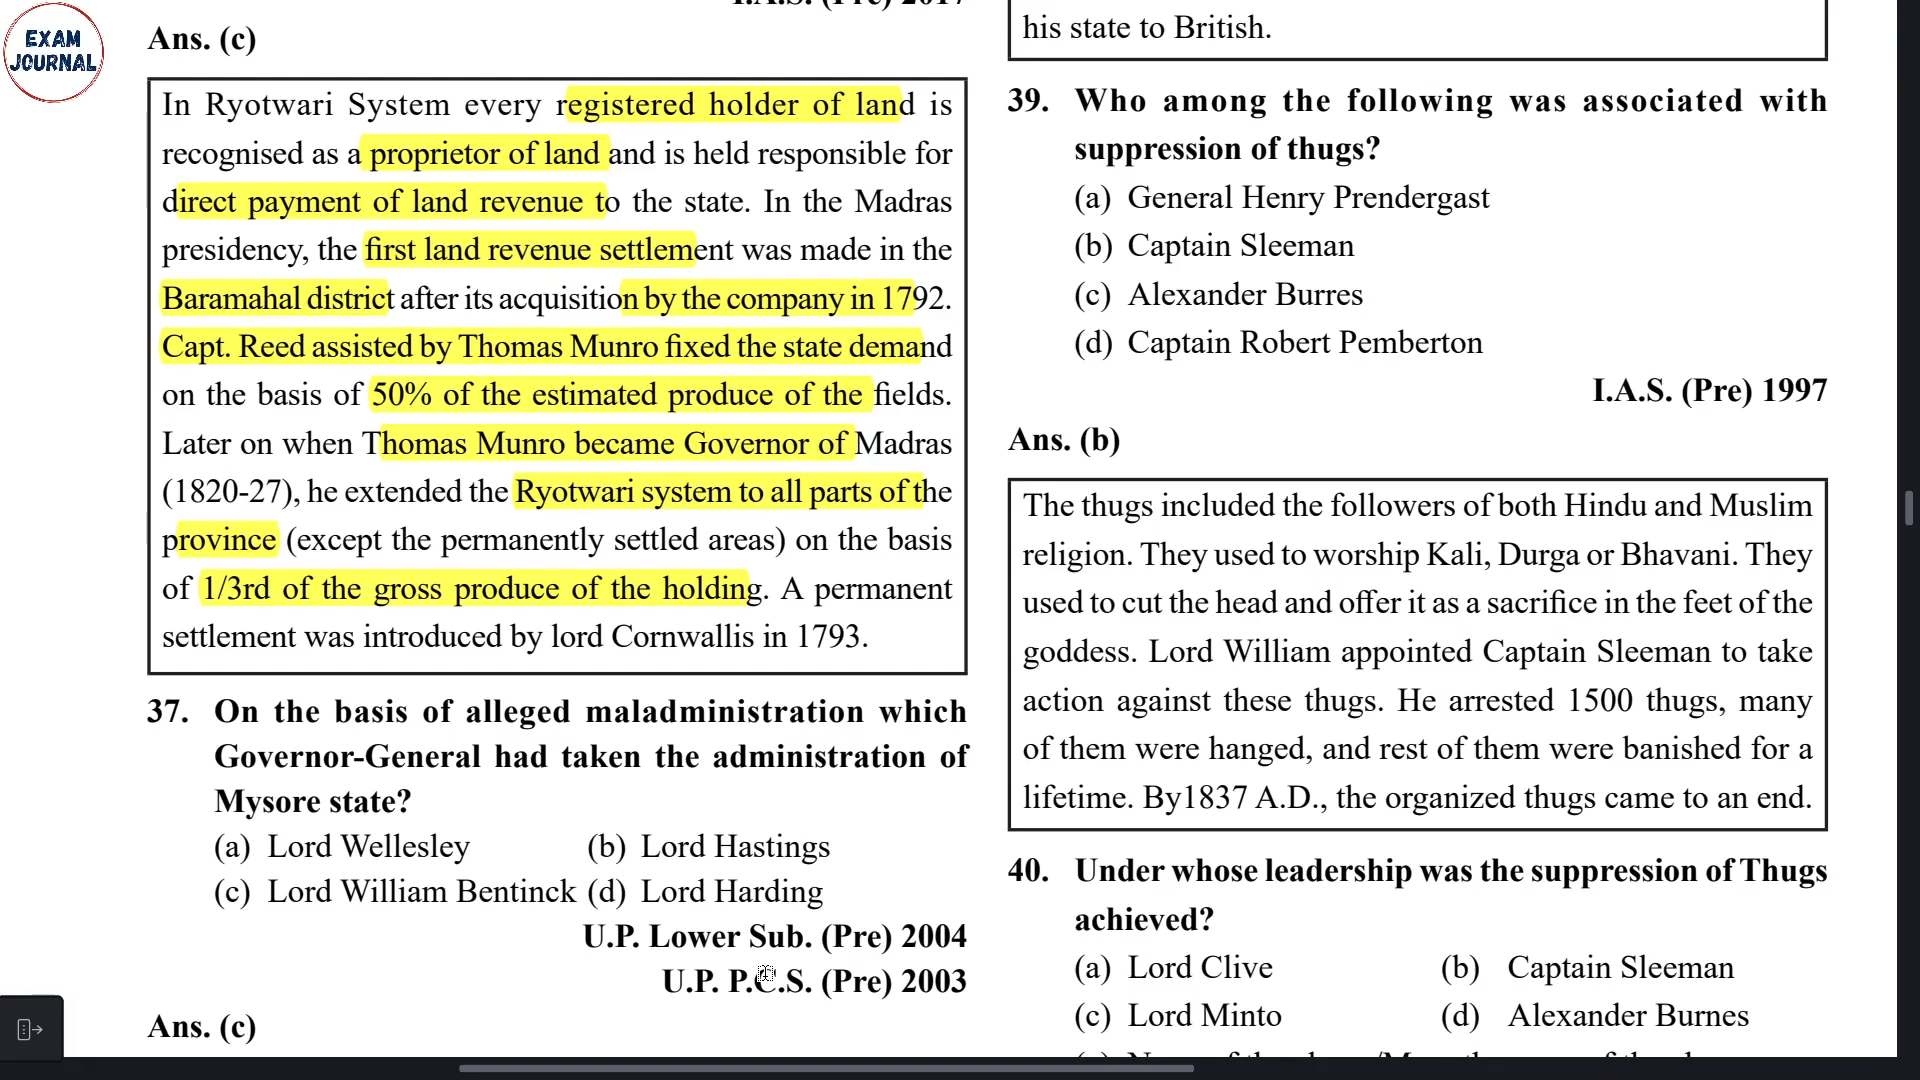 EXAM
JOURNAL
I.A.S. (Pre) 2017
Ans. (c)
In Ryotwari System every registered holder of land is
recognised as a proprietor of land and is held responsible for
direct payment of land revenue to the state. In the Madras
presidency, the first land revenue settlement was made in the
Baramahal district after its acquisition by the company in 1792.
Capt. Reed assisted by Thomas Munro fixed the state demand
on the basis of 50% of the estimated produce of the fields.
Later on when Thomas Munro became Governor of Madras
(1820-27), he extended the Ryotwari system to all parts of the
province (except the permanently settled areas) on the basis
of 1/3rd of the gross produce of the holding. A permanent
settlement was introduced by lord Cornwallis in 1793.
37. On the basis of alleged maladministration which
Governor-General had taken the administration of
Mysore state?
(a) Lord Wellesley (b) Lord Hastings
(c) Lord William Bentinck (d) Lord Harding
U.P. Lower Sub. (Pre) 2004
U.P. P.C.S. (Pre) 2003
Ans. (c)
his state to British.
39. Who among the following was associated with
suppression of thugs?
(a) General Henry Prendergast
(b) Captain Sleeman
(c) Alexander Burres
(d) Captain Robert Pemberton
I.A.S. (Pre) 1997
Ans. (b)
The thugs included the followers of both Hindu and Muslim
religion. They used to worship Kali, Durga or Bhavani. They
used to cut the head and offer it as a sacrifice in the feet of the
goddess. Lord William appointed Captain Sleeman to take
action against these thugs. He arrested 1500 thugs, many
of them were hanged, and rest of them were banished for a
lifetime. By1837 A.D., the organized thugs came to an end.
40. Under whose leadership was the suppression of Thugs
achieved?
(a) Lord Clive (b) Captain Sleeman
(c) Lord Minto (d) Alexander Burnes